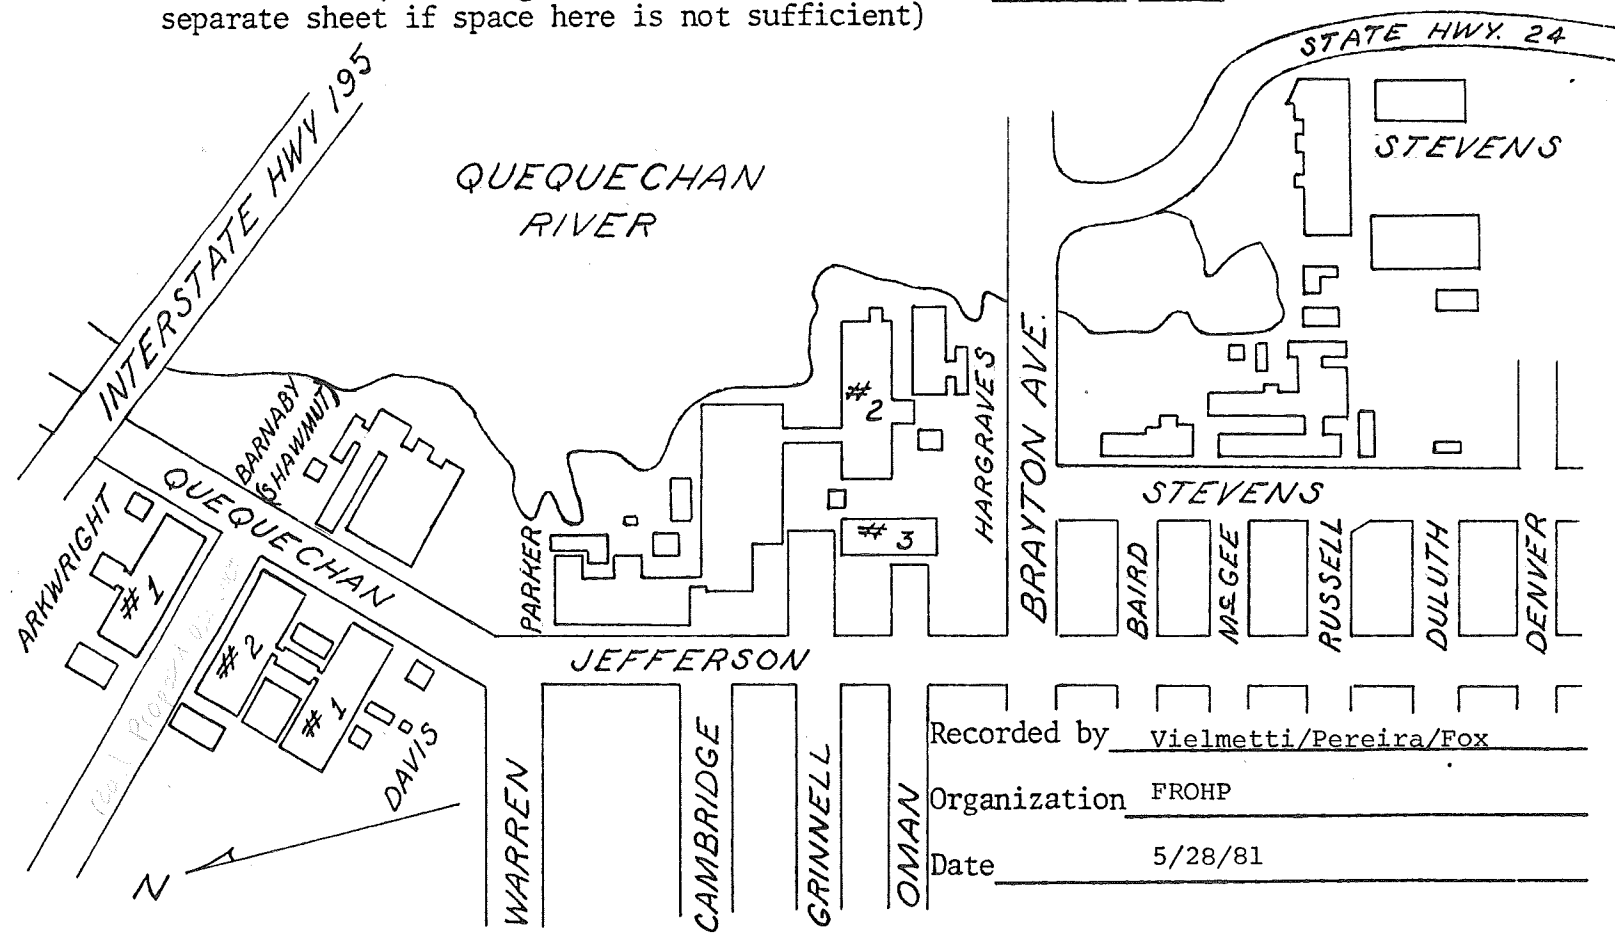 separate sheet if space here is not sufficient)
STATE HWY. 24
INTERSTATE HWY 195
QUEQUECHAN
RIVER
STEVENS
BARNABY
(SHAWMUT)
#2
HARGRAVES
BRAYTON AVE.
QUEQUECHAN
STEVENS
ARKWRIGHT
#1
PARKER
#3
BAIRD
McGEE
RUSSELL
DULUTH
DENVER
#2
#1
JEFFERSON
DAVIS
N
WARREN
CAMBRIDGE
GRINNELL
OMAN
Recorded by Vielmetti/Pereira/Fox
Organization FROHP
Date 5/28/81